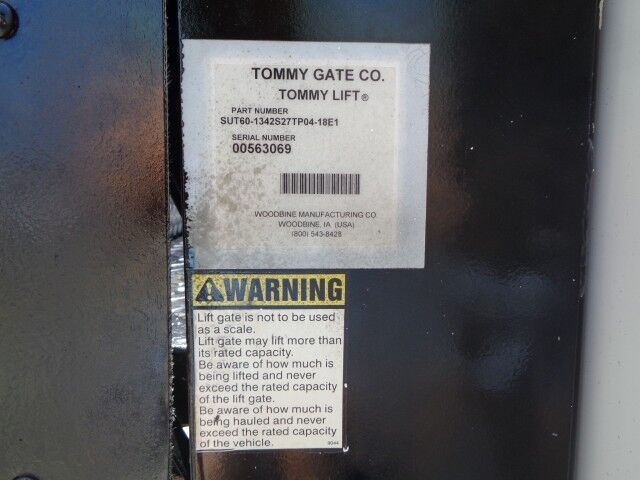 TOMMY GATE CO.
TOMMY LIFT®
PART NUMBER
SUT60-1342S27TP04-18E1
SERIAL NUMBER
00563069
WOODBINE MANUFACTURING CO
WOODBINE, IA (USA)
(800) 543-8428
WARNING
Lift gate is not to be used
as a scale.
Lift gate may lift more than
its rated capacity.
Be aware of how much is
being lifted and never
exceed the rated capacity
of the lift gate.
Be aware of how much is
being hauled and never
exceed the rated capacity
of the vehicle.